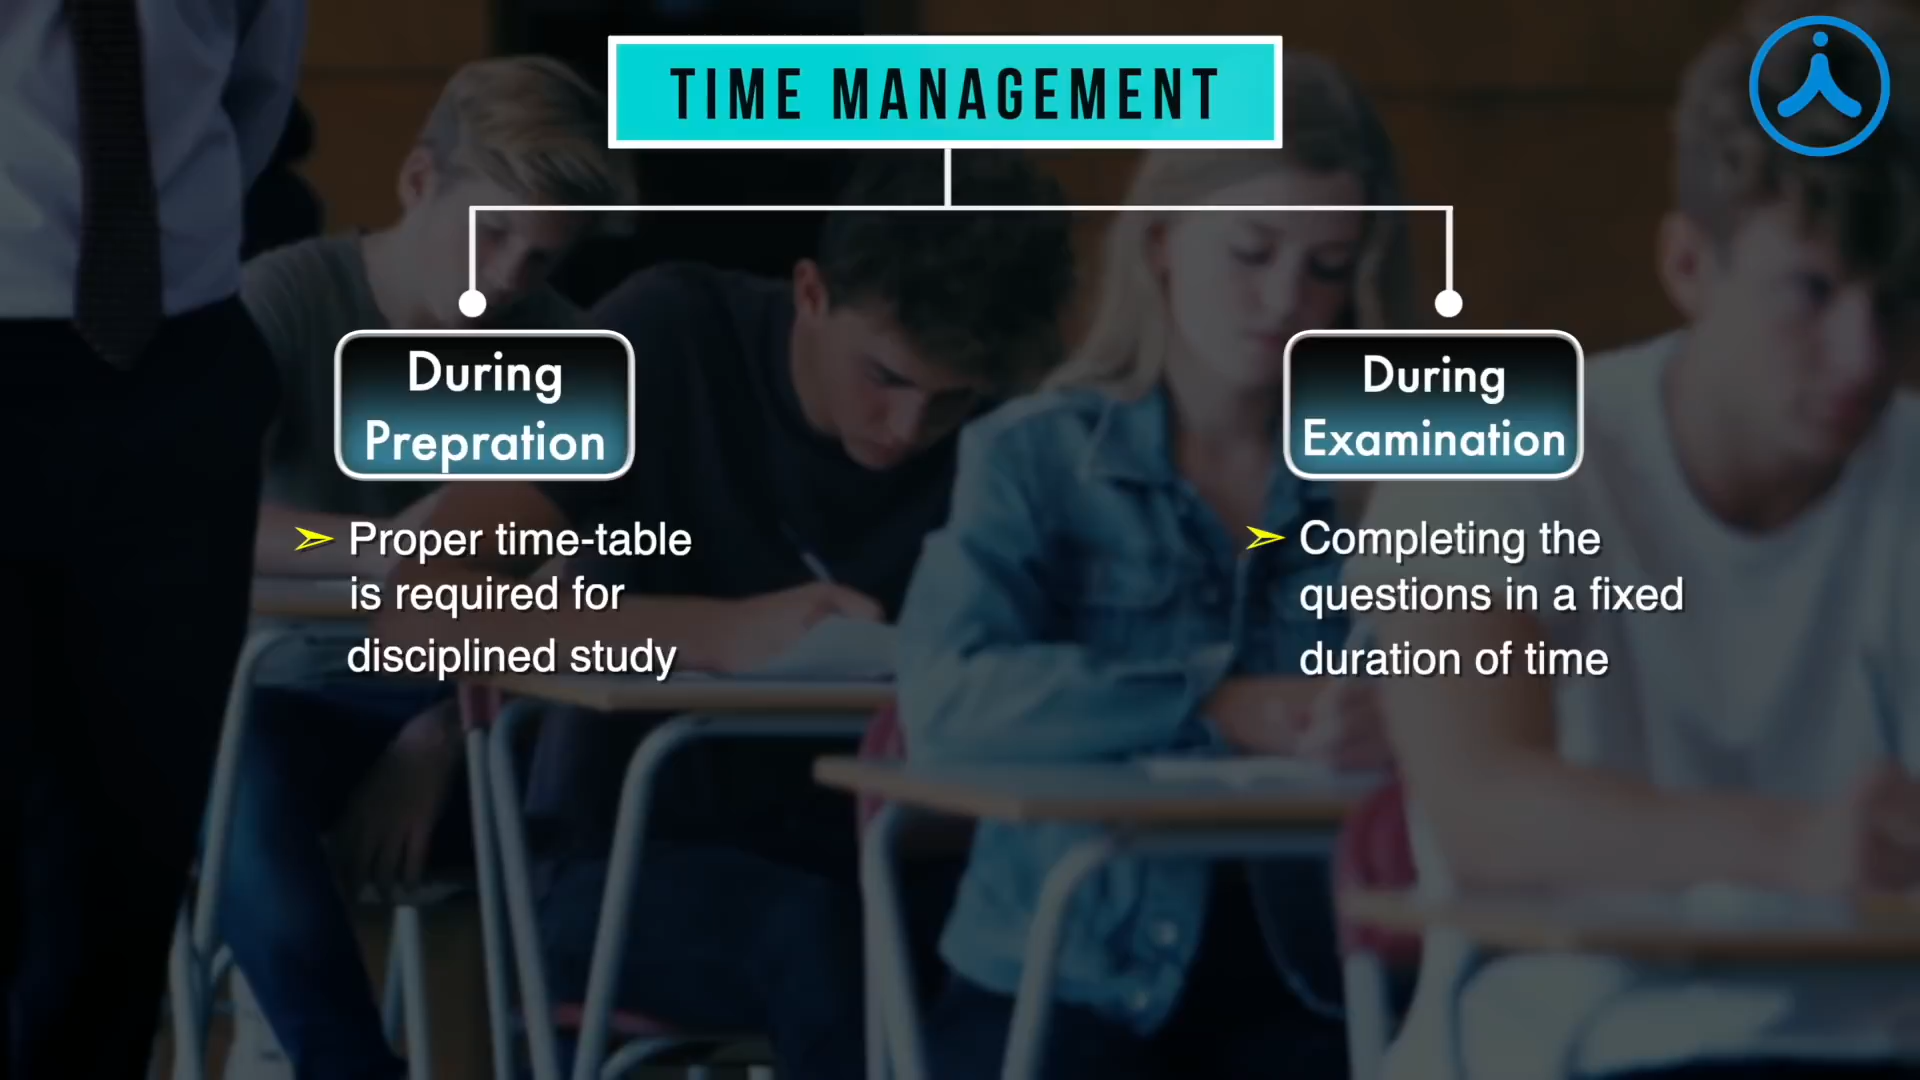 TIME MANAGEMENT
During
Prepration
During
Examination
Proper time-table
is required for
disciplined study
Completing the
questions in a fixed
duration of time